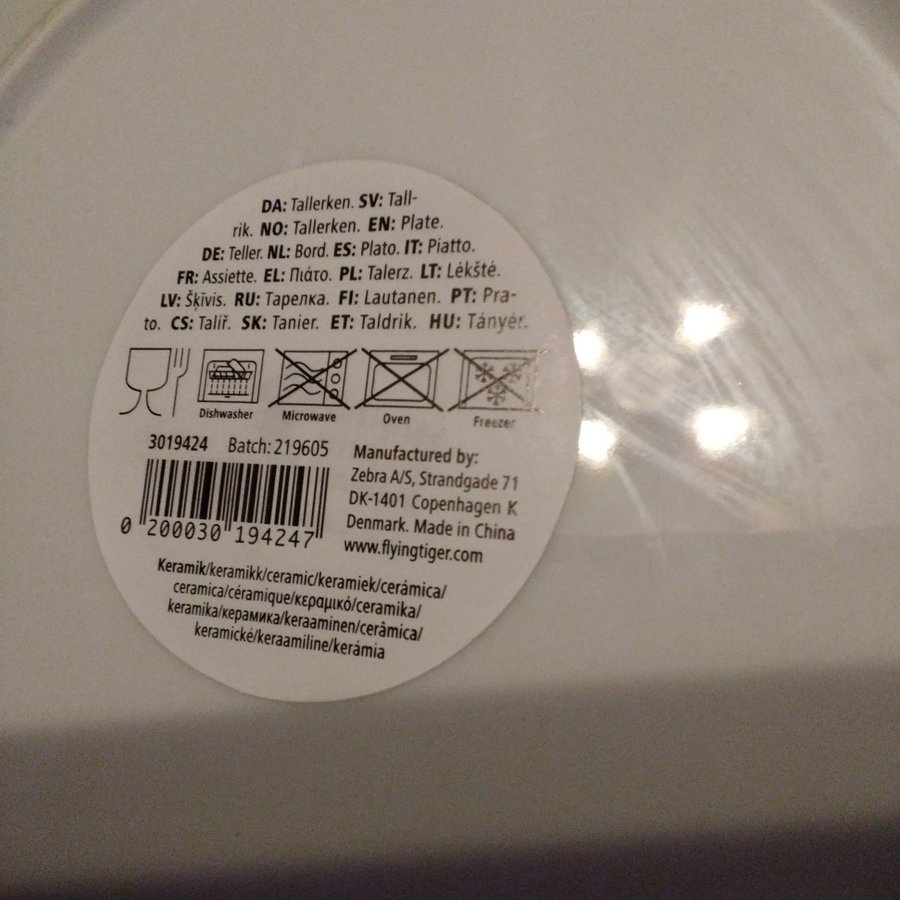 DA: Tallerken. SV: Tall-
rik. NO: Tallerken. EN: Plate.
DE: Teller. NL: Bord. ES: Plato. IT: Piatto.
FR: Assiette. EL: Πιάτο. PL: Talerz. LT: Lékšté.
LV: Šķīvis. RU: Тарелка. FI: Lautanen. PT: Pra-
to. CS: Talíř. SK: Tanier. ET: Taldrik. HU: Tányér.
Dishwasher Microwave Oven Freezer
3019424 Batch: 219605
Manufactured by:
Zebra A/S, Strandgade 71
DK-1401 Copenhagen K
Denmark. Made in China
www.flyingtiger.com
0 200030 194247
Keramik/keramikk/ceramic/keramiek/cerámica/
ceramica/céramique/κεραμικό/ceramika/
keramika/керамика/keraaminen/cerâmica/
keramické/keraamiline/kerámia